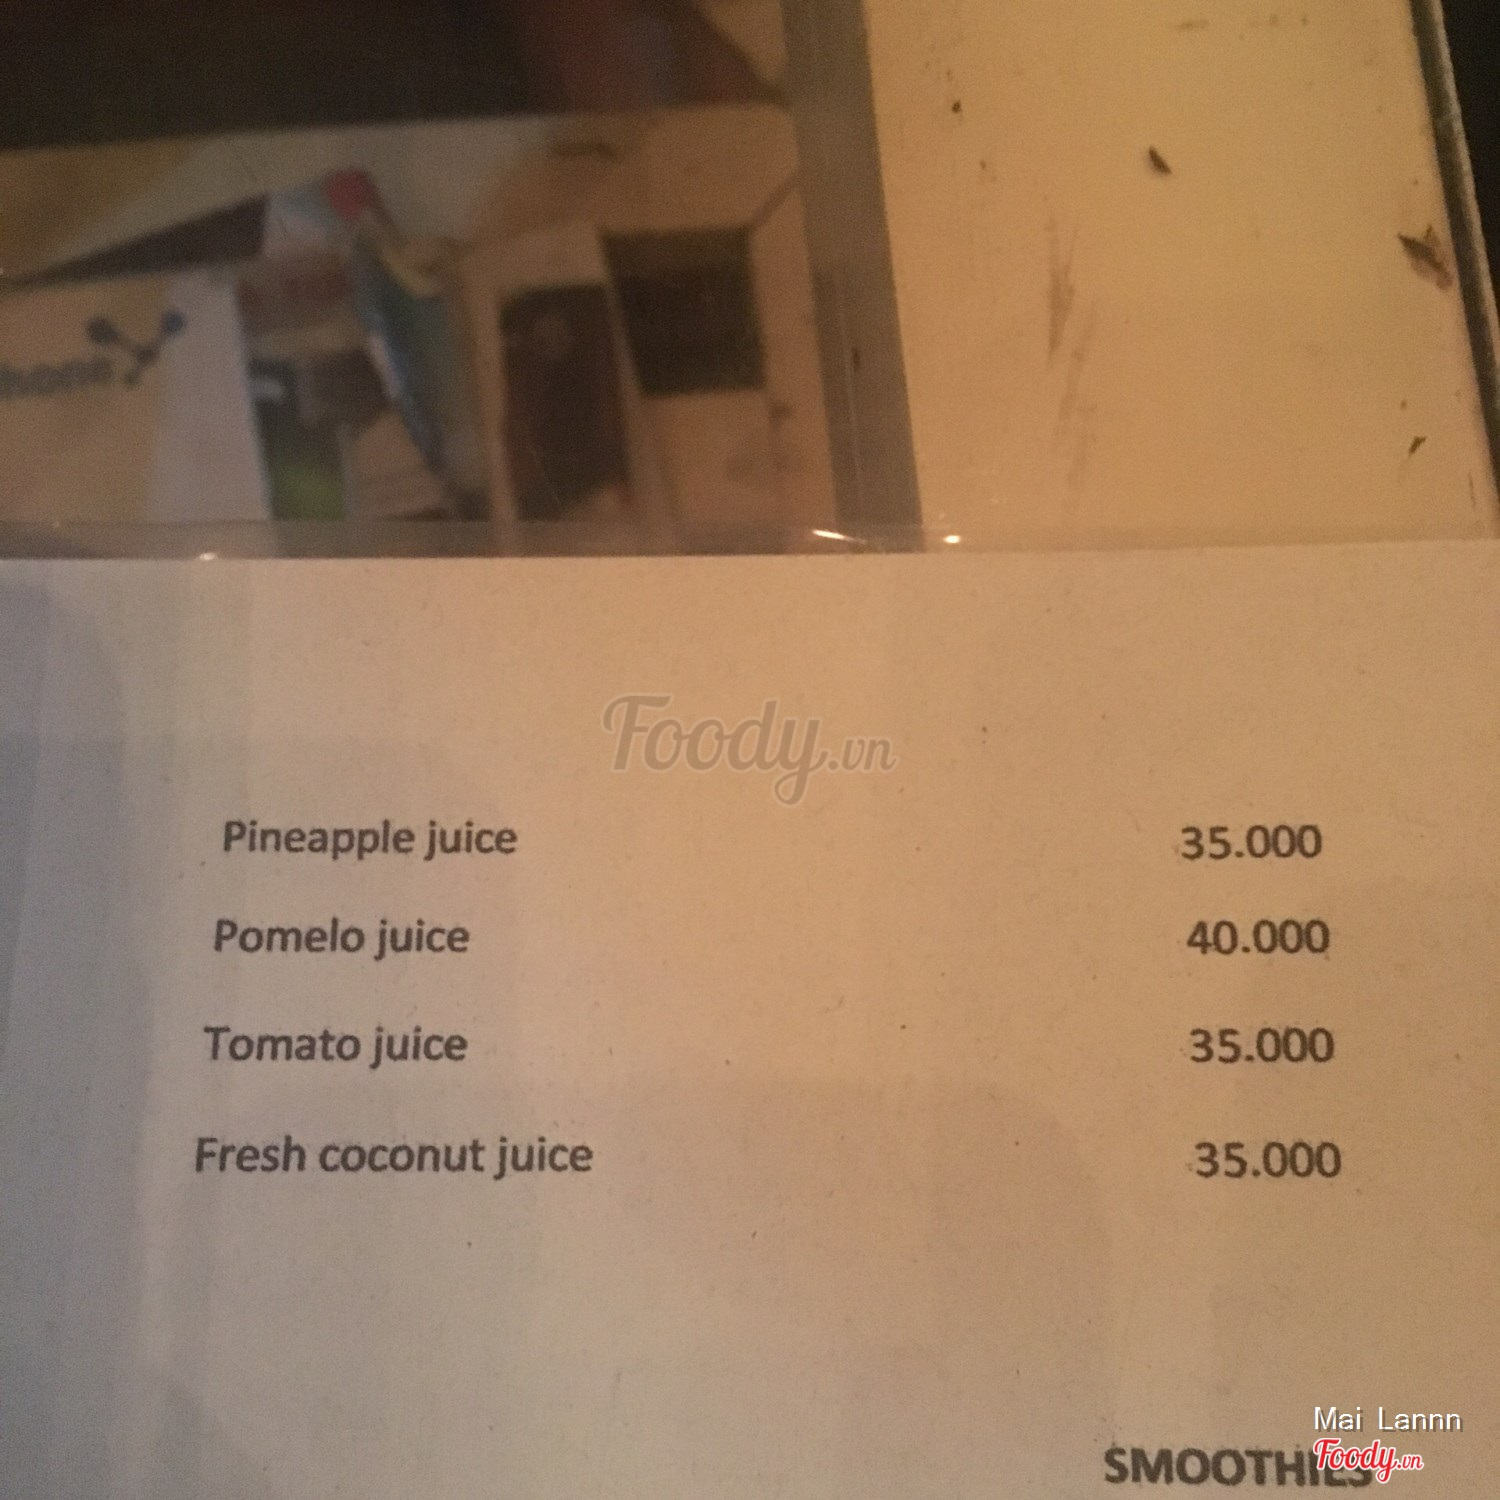 Foody.vn
Pineapple juice 35.000
Pomelo juice 40.000
Tomato juice 35.000
Fresh coconut juice 35.000
Mai Lannn
SMOOTHIES
Foody.vn